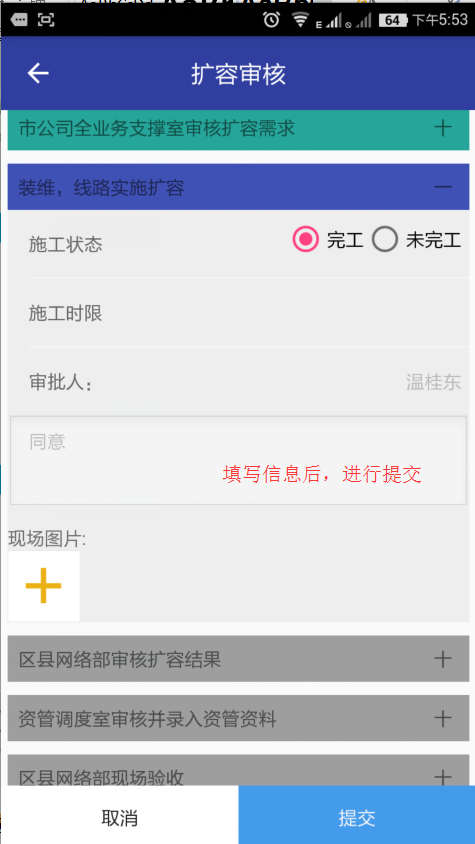 64 下午5:53
扩容审核
市公司全业务支撑室审核扩容需求
装维，线路实施扩容
施工状态 完工 未完工
施工时限
审批人： 温桂东
同意
填写信息后，进行提交
现场图片:
区县网络部审核扩容结果
资管调度室审核并录入资管资料
区县网络部现场验收
取消 提交